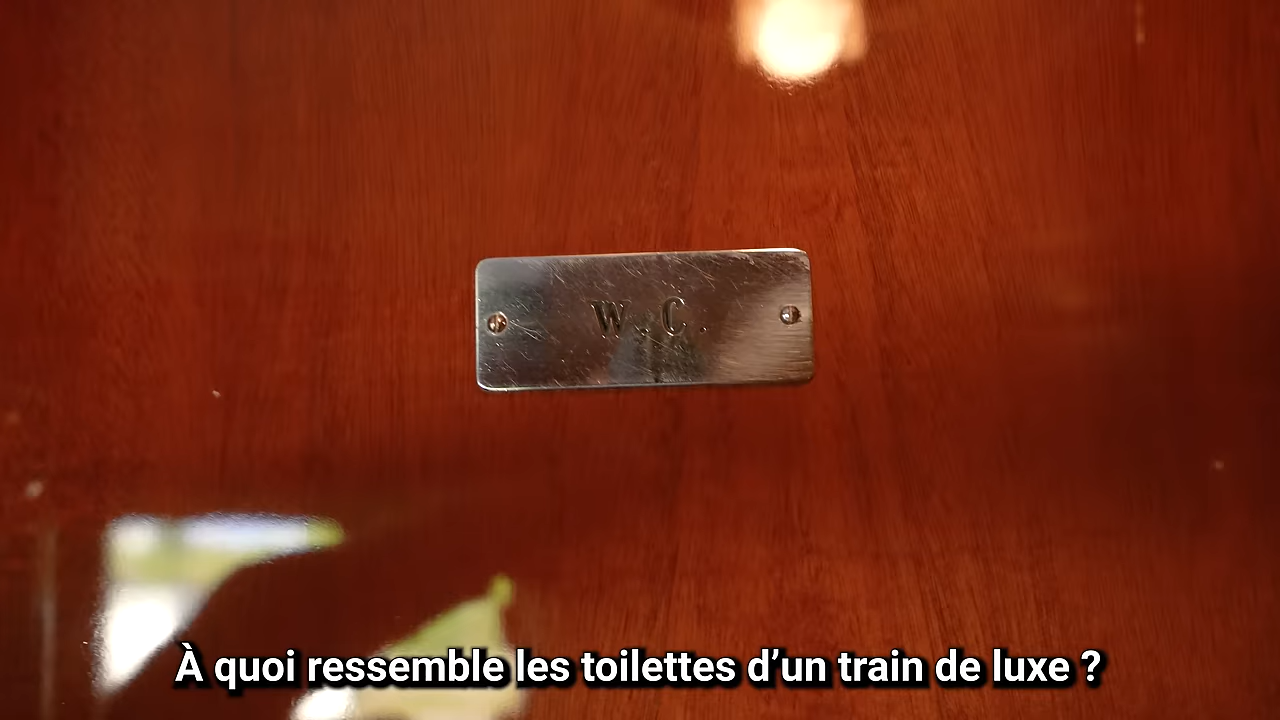 W.C.
À quoi ressemble les toilettes d’un train de luxe ?